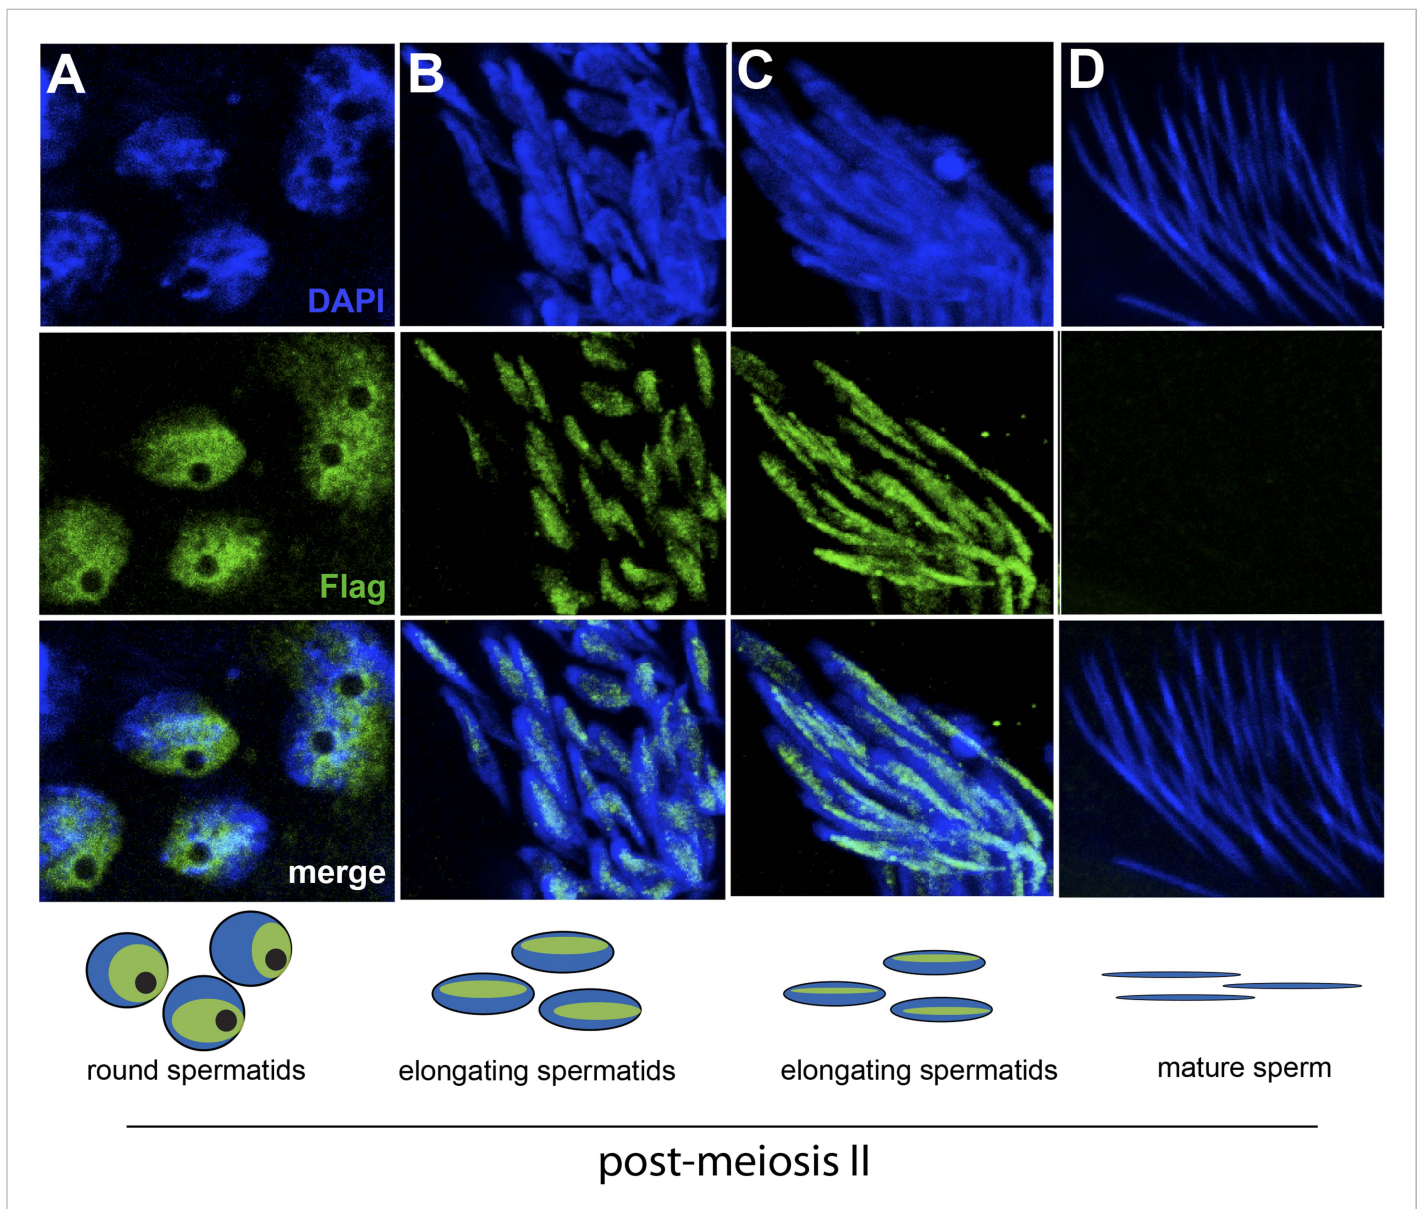 A B C D
DAPI
Flag
merge
round spermatids elongating spermatids elongating spermatids mature sperm
post-meiosis II